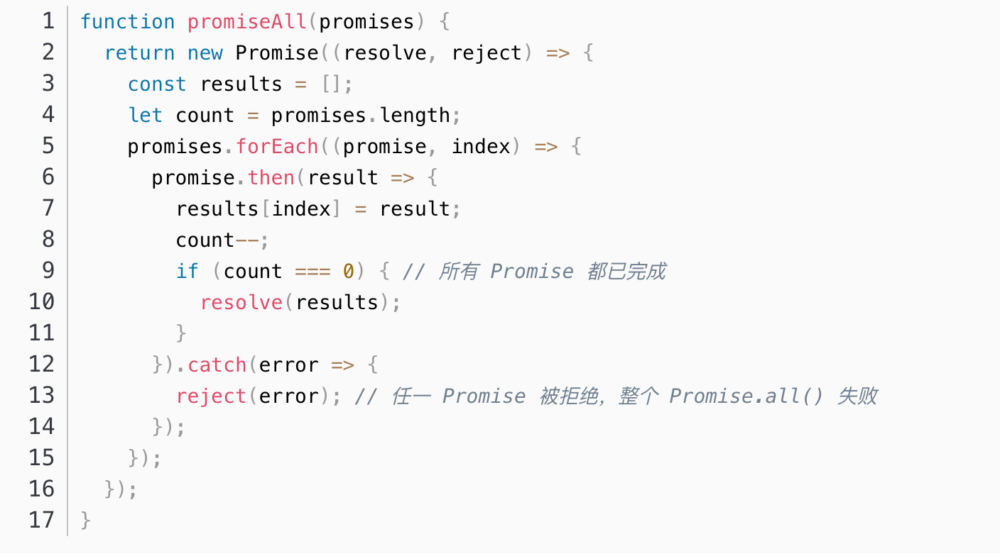 1 function promiseAll(promises) {
2   return new Promise((resolve, reject) => {
3     const results = [];
4     let count = promises.length;
5     promises.forEach((promise, index) => {
6       promise.then(result => {
7         results[index] = result;
8         count--;
9         if (count === 0) { // 所有 Promise 都已完成
10           resolve(results);
11         }
12       }).catch(error => {
13         reject(error); // 任一 Promise 被拒绝，整个 Promise.all() 失败
14       });
15     });
16   });
17 }